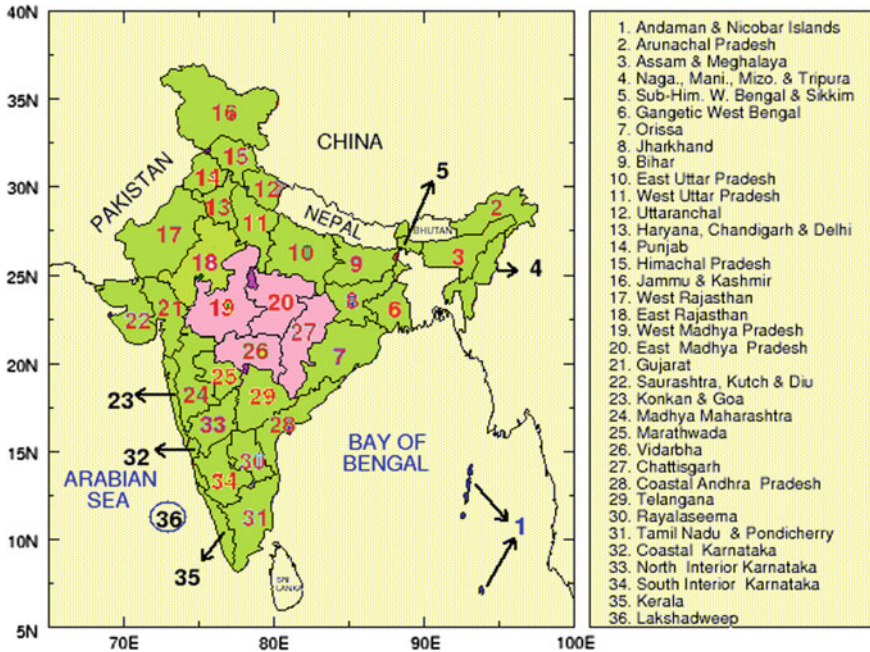 40N
35N
30N
25N
20N
15N
10N
5N
70E
80E
90E
100E
PAKISTAN
CHINA
NEPAL
BHUTAN
ARABIAN
SEA
BAY OF
BENGAL
SRI
LANKA
16
15
14
12
13
11
17
18
10
9
5
2
3
4
19
20
8
6
22
21
27
7
26
25
23
24
29
33
28
32
30
34
36
31
35
1
1. Andaman & Nicobar Islands
2. Arunachal Pradesh
3. Assam & Meghalaya
4. Naga., Mani., Mizo. & Tripura
5. Sub-Him. W. Bengal & Sikkim
6. Gangetic West Bengal
7. Orissa
8. Jharkhand
9. Bihar
10. East Uttar Pradesh
11. West Uttar Pradesh
12. Uttaranchal
13. Haryana, Chandigarh & Delhi
14. Punjab
15. Himachal Pradesh
16. Jammu & Kashmir
17. West Rajasthan
18. East Rajasthan
19. West Madhya Pradesh
20. East Madhya Pradesh
21. Gujarat
22. Saurashtra, Kutch & Diu
23. Konkan & Goa
24. Madhya Maharashtra
25. Marathwada
26. Vidarbha
27. Chattisgarh
28. Coastal Andhra Pradesh
29. Telangana
30. Rayalaseema
31. Tamil Nadu & Pondicherry
32. Coastal Karnataka
33. North Interior Karnataka
34. South Interior Karnataka
35. Kerala
36. Lakshadweep